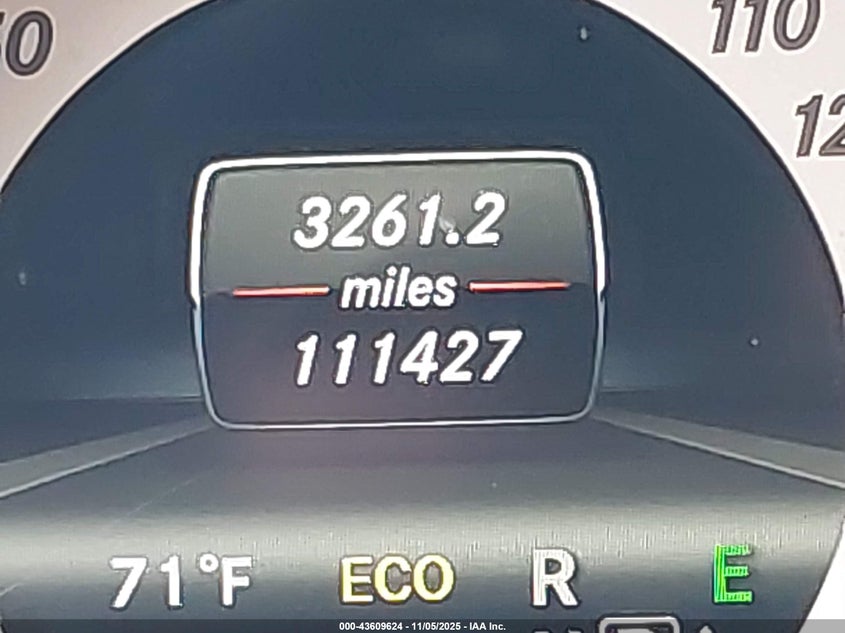 110
3261.2
miles
111427
71°F ECO R E
000-43609624 - 11/05/2025 - IAA Inc.